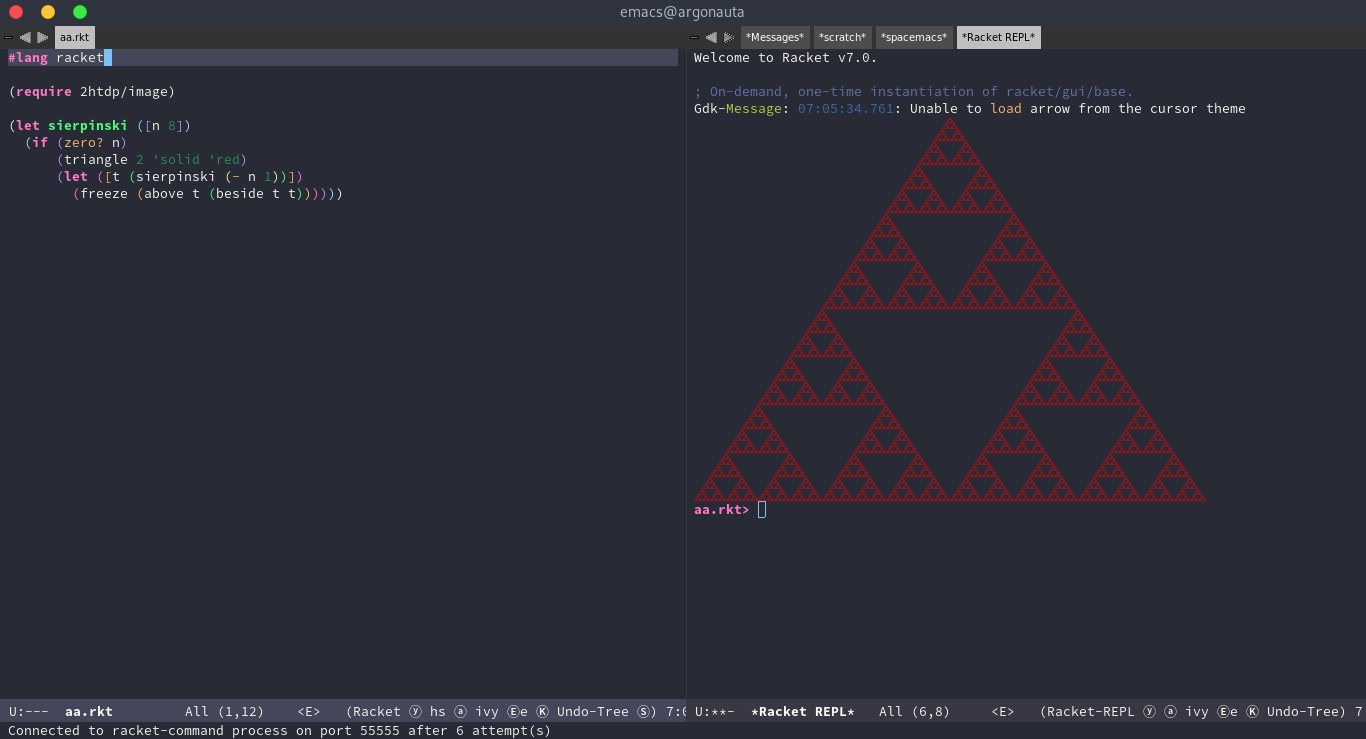 emacs@argonauta
aa.rkt
#lang racket
(require 2htdp/image)
(let sierpinski ([n 8])
  (if (zero? n)
      (triangle 2 'solid 'red)
      (let ([t (sierpinski (- n 1))])
        (freeze (above t (beside t t))))))
U:--- aa.rkt All (1,12) <E> (Racket ⓨ hs ⓐ ivy Ⓔe Ⓚ Undo-Tree Ⓢ) 7:0
*Messages* *scratch* *spacemacs* *Racket REPL*
Welcome to Racket v7.0.
; On-demand, one-time instantiation of racket/gui/base.
Gdk-Message: 07:05:34.761: Unable to load arrow from the cursor theme
aa.rkt>
U:**- *Racket REPL* All (6,8) <E> (Racket-REPL ⓨ ⓐ ivy Ⓔe Ⓚ Undo-Tree) 7
Connected to racket-command process on port 55555 after 6 attempt(s)